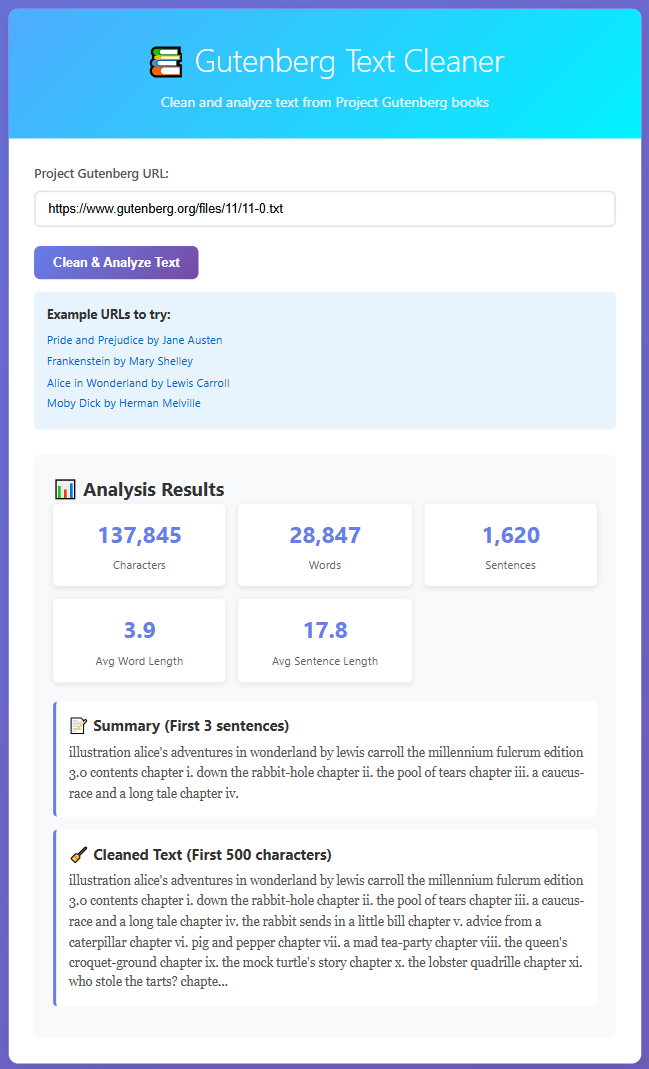 Gutenberg Text Cleaner
Clean and analyze text from Project Gutenberg books
Project Gutenberg URL:
https://www.gutenberg.org/files/11/11-0.txt
Clean & Analyze Text
Example URLs to try:
Pride and Prejudice by Jane Austen
Frankenstein by Mary Shelley
Alice in Wonderland by Lewis Carroll
Moby Dick by Herman Melville
Analysis Results
137,845
Characters
28,847
Words
1,620
Sentences
3.9
Avg Word Length
17.8
Avg Sentence Length
Summary (First 3 sentences)
illustration alice's adventures in wonderland by lewis carroll the millennium fulcrum edition
3.0 contents chapter i. down the rabbit-hole chapter ii. the pool of tears chapter iii. a caucus-
race and a long tale chapter iv.
Cleaned Text (First 500 characters)
illustration alice's adventures in wonderland by lewis carroll the millennium fulcrum edition
3.0 contents chapter i. down the rabbit-hole chapter ii. the pool of tears chapter iii. a caucus-
race and a long tale chapter iv. the rabbit sends in a little bill chapter v. advice from a
caterpillar chapter vi. pig and pepper chapter vii. a mad tea-party chapter viii. the queen's
croquet-ground chapter ix. the mock turtle's story chapter x. the lobster quadrille chapter xi.
who stole the tarts? chapte...